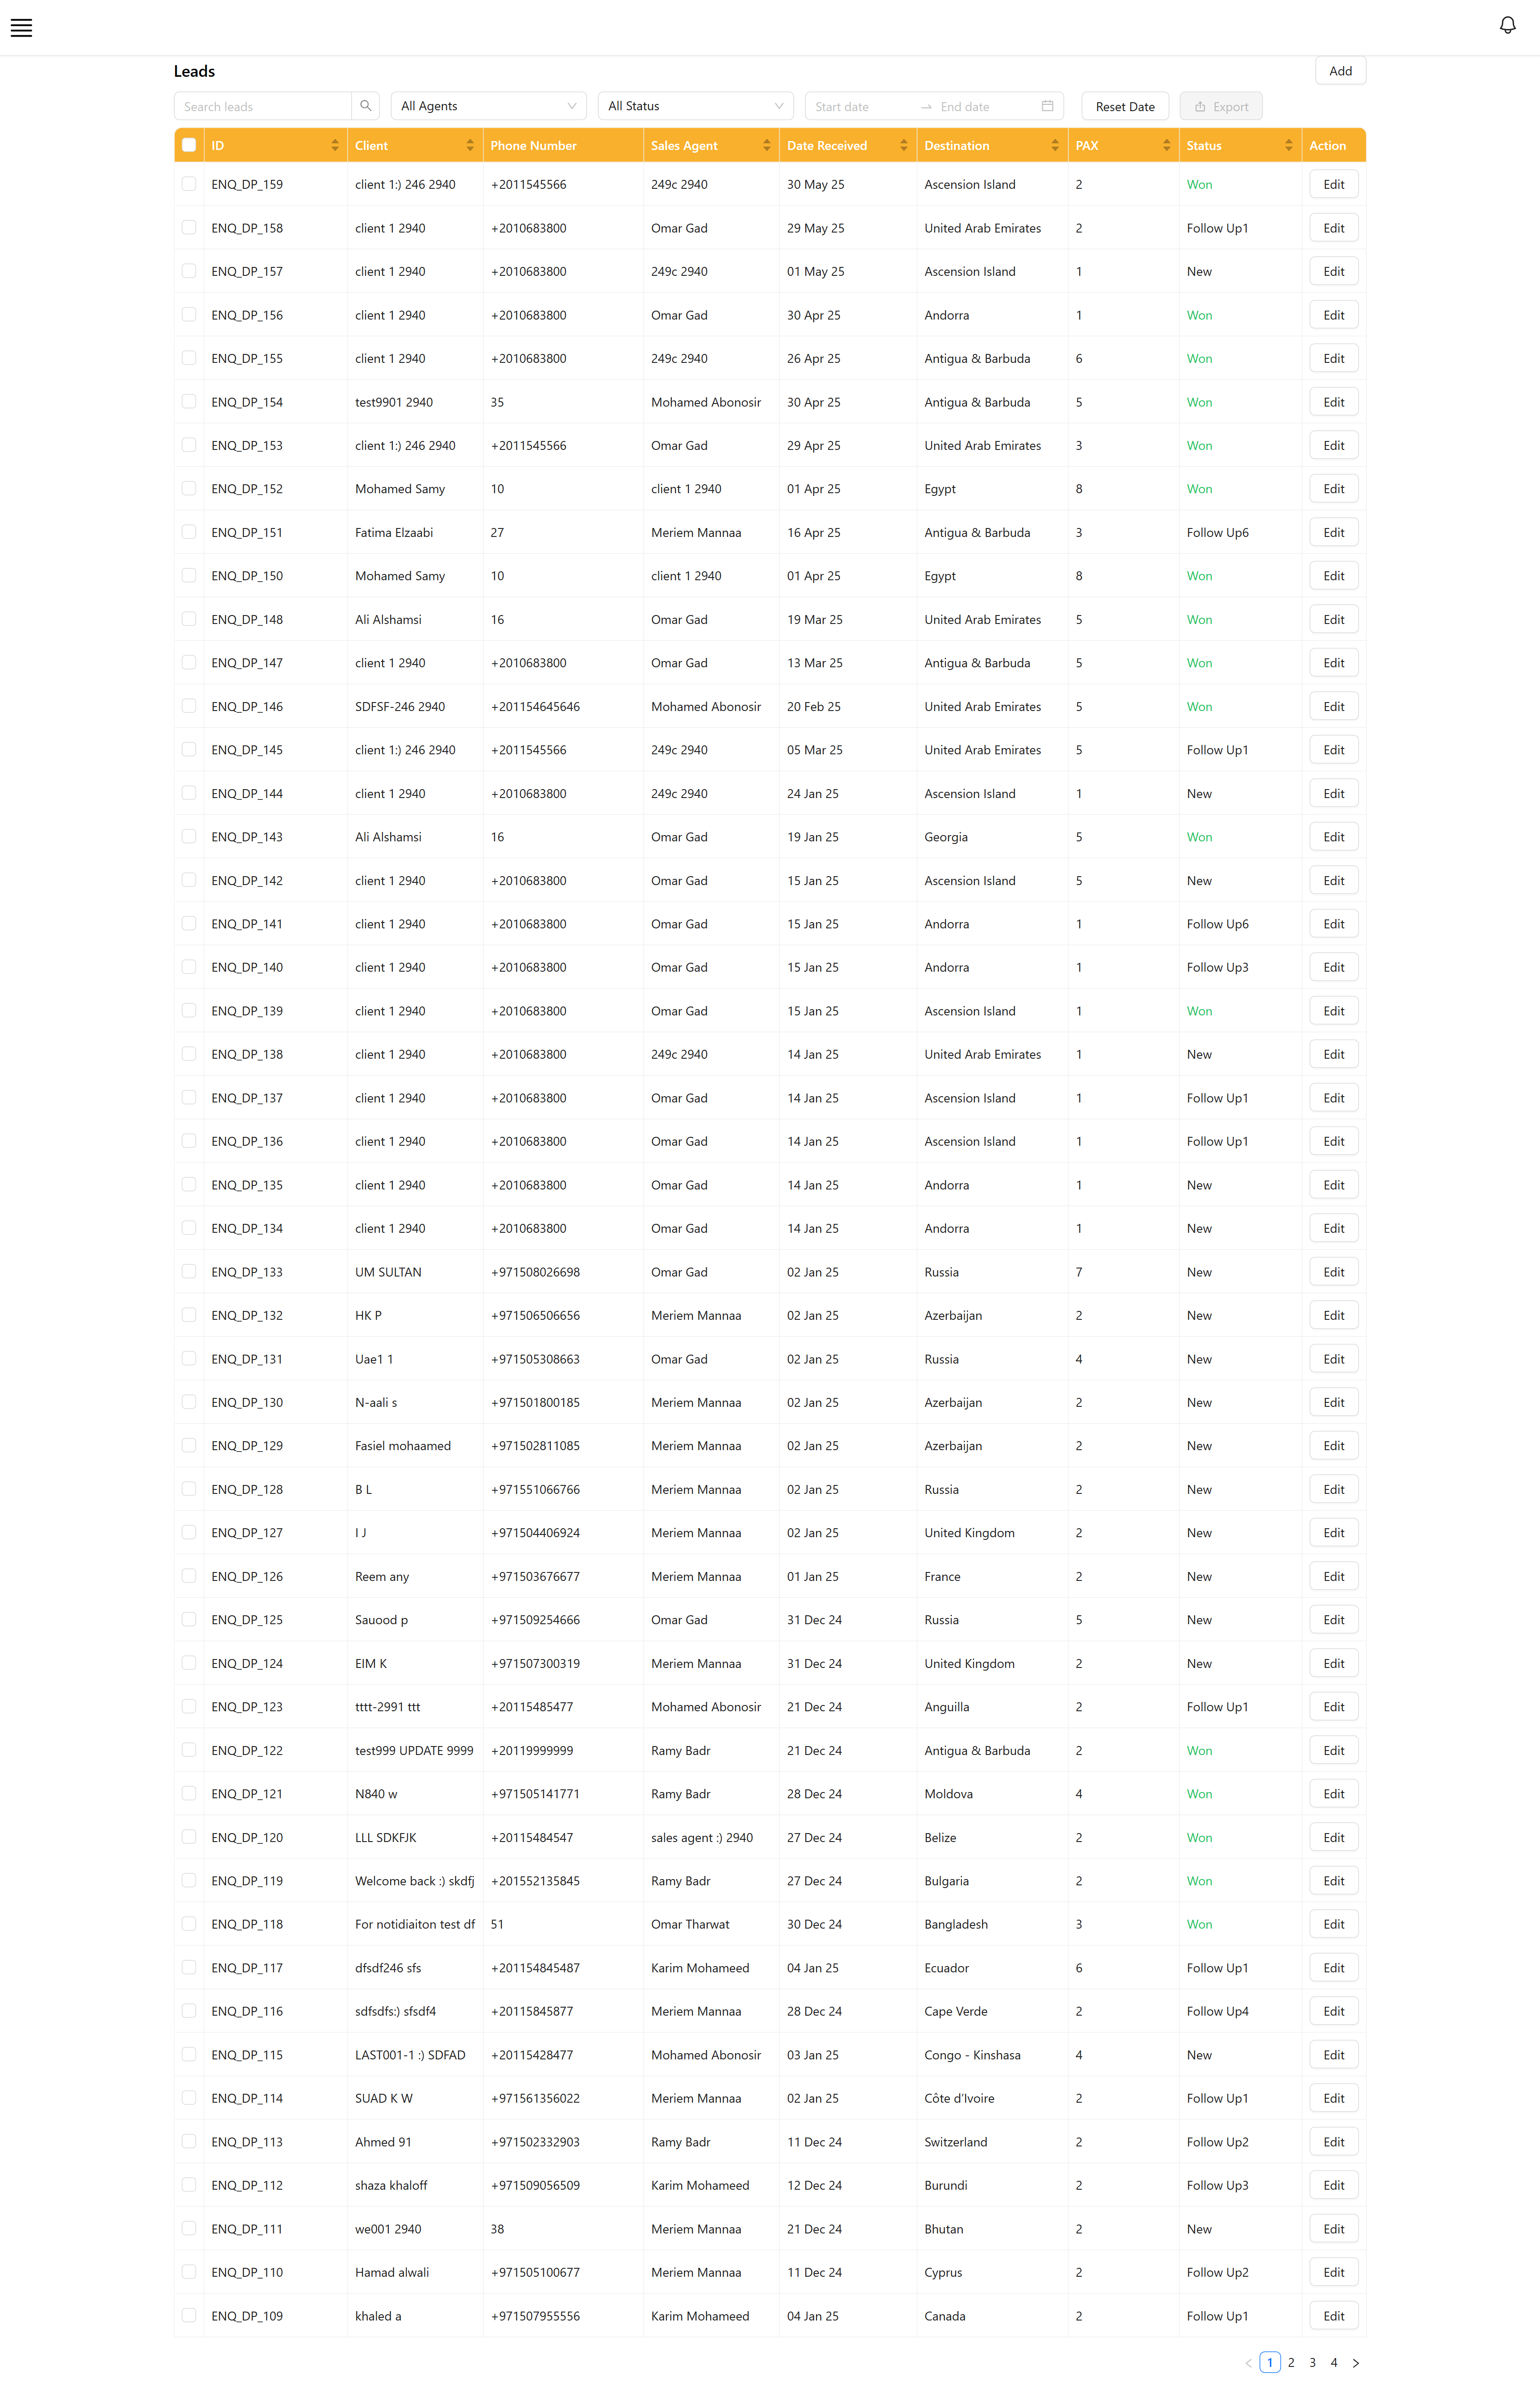 Leads Add
Search leads All Agents All Status Start date End date Reset Date Export
ID Client Phone Number Sales Agent Date Received Destination PAX Status Action
ENQ_DP_159 client 1:) 246 2940 +2011545566 249c 2940 30 May 25 Ascension Island 2 Won Edit
ENQ_DP_158 client 1 2940 +2010683800 Omar Gad 29 May 25 United Arab Emirates 2 Follow Up1 Edit
ENQ_DP_157 client 1 2940 +2010683800 249c 2940 01 May 25 Ascension Island 1 New Edit
ENQ_DP_156 client 1 2940 +2010683800 Omar Gad 30 Apr 25 Andorra 1 Won Edit
ENQ_DP_155 client 1 2940 +2010683800 249c 2940 26 Apr 25 Antigua & Barbuda 6 Won Edit
ENQ_DP_154 test9901 2940 35 Mohamed Abonosir 30 Apr 25 Antigua & Barbuda 5 Won Edit
ENQ_DP_153 client 1:) 246 2940 +2011545566 Omar Gad 29 Apr 25 United Arab Emirates 3 Won Edit
ENQ_DP_152 Mohamed Samy 10 client 1 2940 01 Apr 25 Egypt 8 Won Edit
ENQ_DP_151 Fatima Elzaabi 27 Meriem Mannaa 16 Apr 25 Antigua & Barbuda 3 Follow Up6 Edit
ENQ_DP_150 Mohamed Samy 10 client 1 2940 01 Apr 25 Egypt 8 Won Edit
ENQ_DP_148 Ali Alshamsi 16 Omar Gad 19 Mar 25 United Arab Emirates 5 Won Edit
ENQ_DP_147 client 1 2940 +2010683800 Omar Gad 13 Mar 25 Antigua & Barbuda 5 Won Edit
ENQ_DP_146 SDFSF-246 2940 +201154645646 Mohamed Abonosir 20 Feb 25 United Arab Emirates 5 Won Edit
ENQ_DP_145 client 1:) 246 2940 +2011545566 249c 2940 05 Mar 25 United Arab Emirates 5 Follow Up1 Edit
ENQ_DP_144 client 1 2940 +2010683800 249c 2940 24 Jan 25 Ascension Island 1 New Edit
ENQ_DP_143 Ali Alshamsi 16 Omar Gad 19 Jan 25 Georgia 5 Won Edit
ENQ_DP_142 client 1 2940 +2010683800 Omar Gad 15 Jan 25 Ascension Island 5 New Edit
ENQ_DP_141 client 1 2940 +2010683800 Omar Gad 15 Jan 25 Andorra 1 Follow Up6 Edit
ENQ_DP_140 client 1 2940 +2010683800 Omar Gad 15 Jan 25 Andorra 1 Follow Up3 Edit
ENQ_DP_139 client 1 2940 +2010683800 Omar Gad 15 Jan 25 Ascension Island 1 Won Edit
ENQ_DP_138 client 1 2940 +2010683800 249c 2940 14 Jan 25 United Arab Emirates 1 New Edit
ENQ_DP_137 client 1 2940 +2010683800 Omar Gad 14 Jan 25 Ascension Island 1 Follow Up1 Edit
ENQ_DP_136 client 1 2940 +2010683800 Omar Gad 14 Jan 25 Ascension Island 1 Follow Up1 Edit
ENQ_DP_135 client 1 2940 +2010683800 Omar Gad 14 Jan 25 Andorra 1 New Edit
ENQ_DP_134 client 1 2940 +2010683800 Omar Gad 14 Jan 25 Andorra 1 New Edit
ENQ_DP_133 UM SULTAN +971508026698 Omar Gad 02 Jan 25 Russia 7 New Edit
ENQ_DP_132 HK P +971506506656 Meriem Mannaa 02 Jan 25 Azerbaijan 2 New Edit
ENQ_DP_131 Uae1 1 +971505308663 Omar Gad 02 Jan 25 Russia 4 New Edit
ENQ_DP_130 N-aali s +971501800185 Meriem Mannaa 02 Jan 25 Azerbaijan 2 New Edit
ENQ_DP_129 Fasiel mohaamed +971502811085 Meriem Mannaa 02 Jan 25 Azerbaijan 2 New Edit
ENQ_DP_128 B L +971551066766 Meriem Mannaa 02 Jan 25 Russia 2 New Edit
ENQ_DP_127 I J +971504406924 Meriem Mannaa 02 Jan 25 United Kingdom 2 New Edit
ENQ_DP_126 Reem any +971503676677 Meriem Mannaa 01 Jan 25 France 2 New Edit
ENQ_DP_125 Sauood p +971509254666 Omar Gad 31 Dec 24 Russia 5 New Edit
ENQ_DP_124 EIM K +971507300319 Meriem Mannaa 31 Dec 24 United Kingdom 2 New Edit
ENQ_DP_123 tttt-2991 ttt +20115485477 Mohamed Abonosir 21 Dec 24 Anguilla 2 Follow Up1 Edit
ENQ_DP_122 test999 UPDATE 9999 +20119999999 Ramy Badr 21 Dec 24 Antigua & Barbuda 2 Won Edit
ENQ_DP_121 N840 w +971505141771 Ramy Badr 28 Dec 24 Moldova 4 Won Edit
ENQ_DP_120 LLL SDKFJK +20115484547 sales agent :) 2940 27 Dec 24 Belize 2 Won Edit
ENQ_DP_119 Welcome back :) skdfj +201552135845 Ramy Badr 27 Dec 24 Bulgaria 2 Won Edit
ENQ_DP_118 For notidiaiton test df 51 Omar Tharwat 30 Dec 24 Bangladesh 3 Won Edit
ENQ_DP_117 dfsdf246 sfs +201154845487 Karim Mohameed 04 Jan 25 Ecuador 6 Follow Up1 Edit
ENQ_DP_116 sdfsdfs:) sfsdf4 +20115845877 Meriem Mannaa 28 Dec 24 Cape Verde 2 Follow Up4 Edit
ENQ_DP_115 LAST001-1 :) SDFAD +20115428477 Mohamed Abonosir 03 Jan 25 Congo - Kinshasa 4 New Edit
ENQ_DP_114 SUAD K W +971561356022 Meriem Mannaa 02 Jan 25 Côte d’Ivoire 2 Follow Up1 Edit
ENQ_DP_113 Ahmed 91 +971502332903 Ramy Badr 11 Dec 24 Switzerland 2 Follow Up2 Edit
ENQ_DP_112 shaza khaloff +971509056509 Karim Mohameed 12 Dec 24 Burundi 2 Follow Up3 Edit
ENQ_DP_111 we001 2940 38 Meriem Mannaa 21 Dec 24 Bhutan 2 New Edit
ENQ_DP_110 Hamad alwali +971505100677 Meriem Mannaa 11 Dec 24 Cyprus 2 Follow Up2 Edit
ENQ_DP_109 khaled a +971507955556 Karim Mohameed 04 Jan 25 Canada 2 Follow Up1 Edit
1 2 3 4